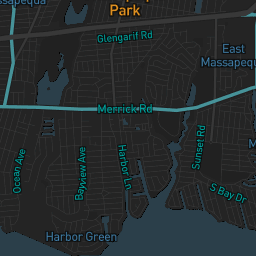 Massapequa
Park
Glengarif Rd
East
Massapequa
Merrick Rd
Ocean Ave
Bayview Ave
Harbor Ln
Sunset Rd
S Bay Dr
Harbor Green